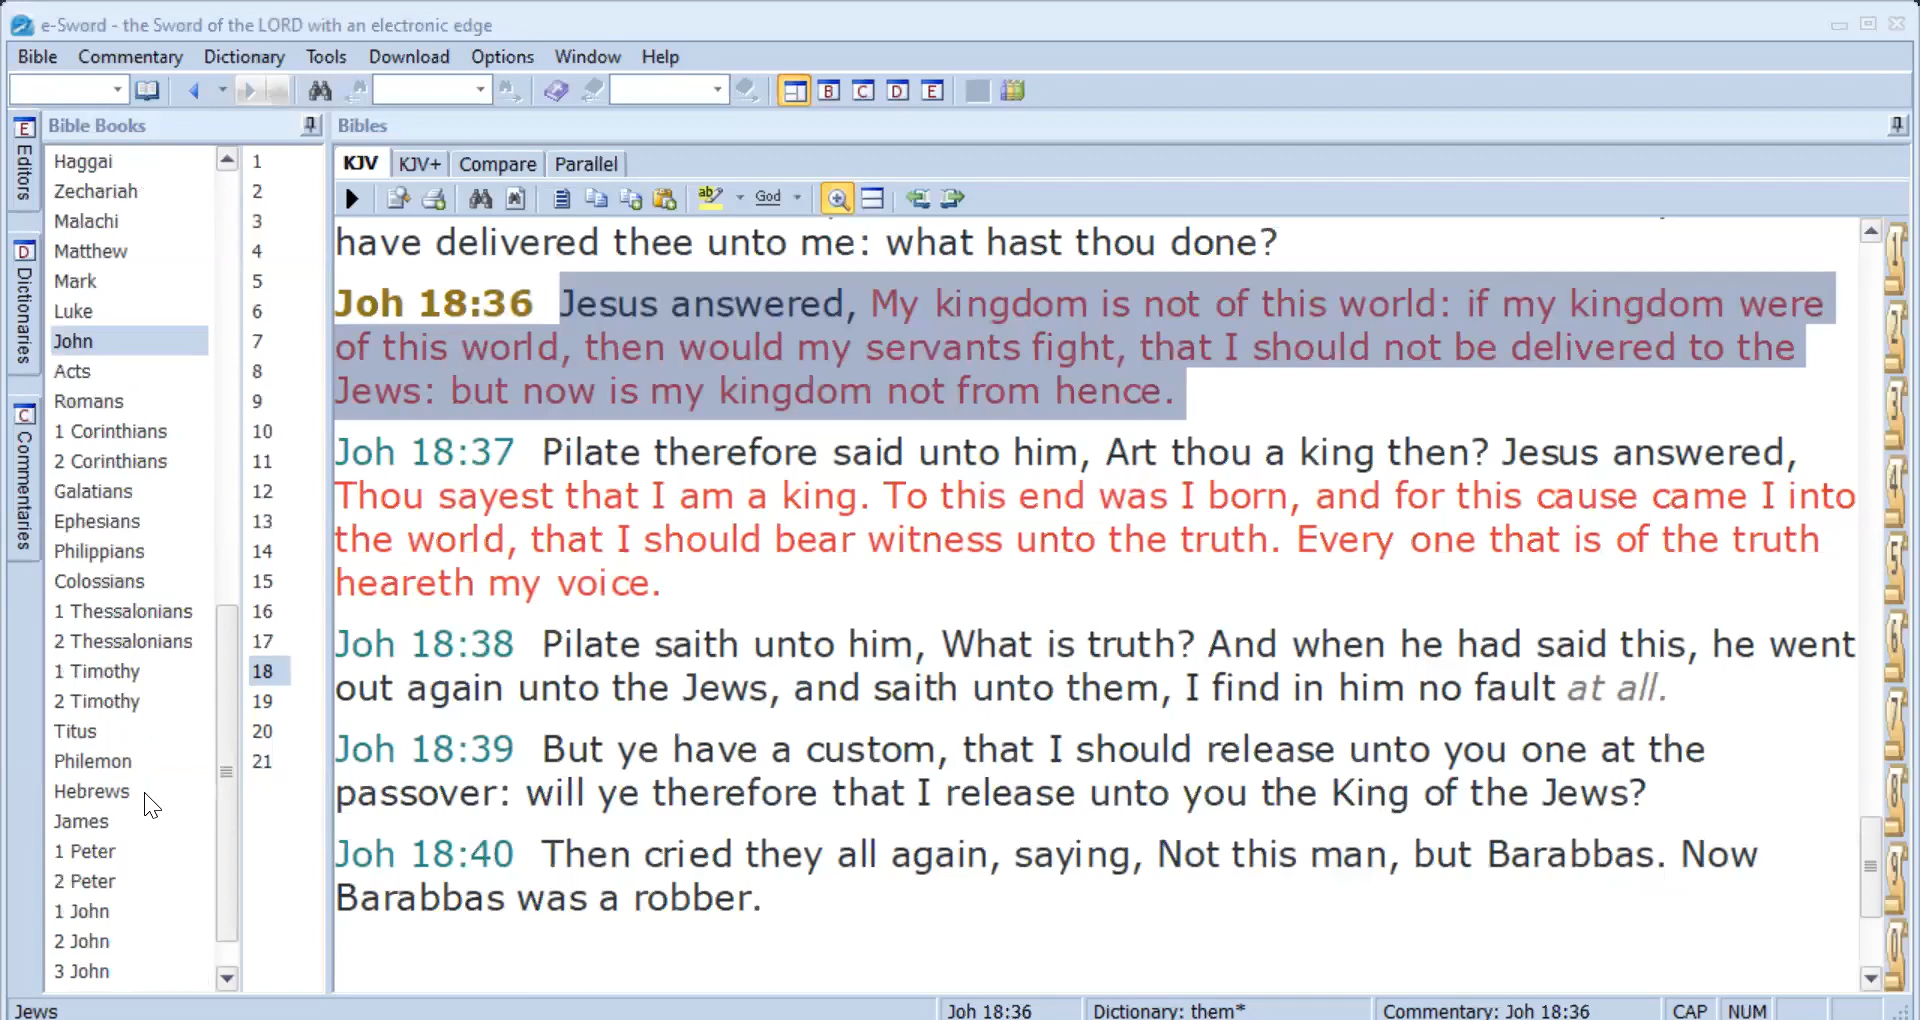 e-Sword - the Sword of the LORD with an electronic edge
Bible Commentary Dictionary Tools Download Options Window Help
B C D E
E Editors
D Dictionaries
C Commentaries
Bible Books
Haggai
Zechariah
Malachi
Matthew
Mark
Luke
John
Acts
Romans
1 Corinthians
2 Corinthians
Galatians
Ephesians
Philippians
Colossians
1 Thessalonians
2 Thessalonians
1 Timothy
2 Timothy
Titus
Philemon
Hebrews
James
1 Peter
2 Peter
1 John
2 John
3 John
1
2
3
4
5
6
7
8
9
10
11
12
13
14
15
16
17
18
19
20
21
Bibles
KJV KJV+ Compare Parallel
ab God
have delivered thee unto me: what hast thou done?
Joh 18:36 Jesus answered, My kingdom is not of this world: if my kingdom were
of this world, then would my servants fight, that I should not be delivered to the
Jews: but now is my kingdom not from hence.
Joh 18:37 Pilate therefore said unto him, Art thou a king then? Jesus answered,
Thou sayest that I am a king. To this end was I born, and for this cause came I into
the world, that I should bear witness unto the truth. Every one that is of the truth
heareth my voice.
Joh 18:38 Pilate saith unto him, What is truth? And when he had said this, he went
out again unto the Jews, and saith unto them, I find in him no fault at all.
Joh 18:39 But ye have a custom, that I should release unto you one at the
passover: will ye therefore that I release unto you the King of the Jews?
Joh 18:40 Then cried they all again, saying, Not this man, but Barabbas. Now
Barabbas was a robber.
1
2
3
4
5
6
7
8
9
0
Jews Joh 18:36 Dictionary: them* Commentary: Joh 18:36 CAP NUM